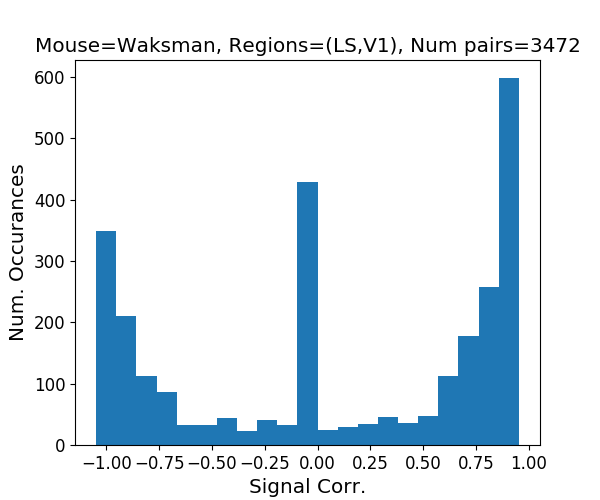 Mouse=Waksman, Regions=(LS,V1), Num pairs=3472
600
500
400
300
200
100
0
Num. Occurances
−1.00 −0.75 −0.50 −0.25 0.00 0.25 0.50 0.75 1.00
Signal Corr.